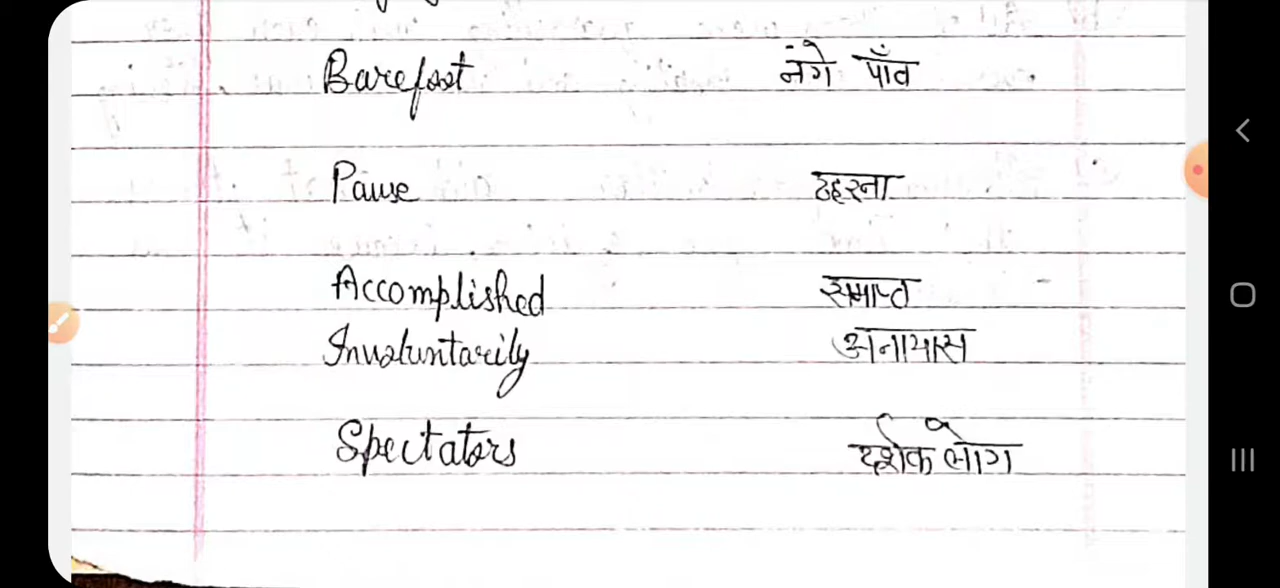 Barefoot नंगे पाँव
Pause ठहरना
Accomplished समाप्त
Involuntarily अनायास
Spectators दर्शक लोग